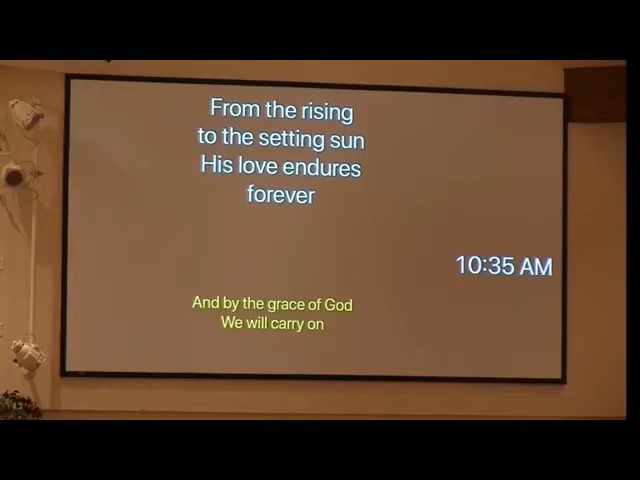 From the rising
to the setting sun
His love endures
forever
10:35 AM
And by the grace of God
We will carry on